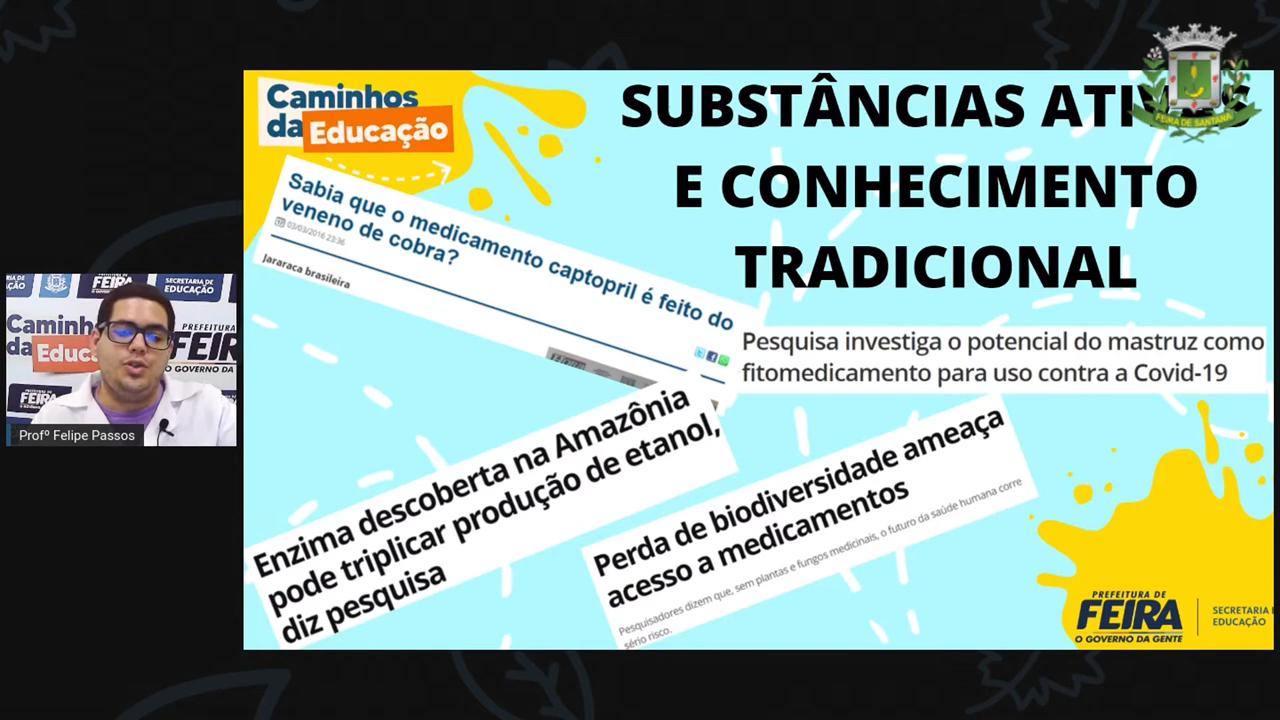 Caminhos
da Educação
SUBSTÂNCIAS ATIVAS
E CONHECIMENTO
TRADICIONAL
FEIRA DE SANTANA
Sabia que o medicamento captopril é feito do
veneno de cobra?
03/03/2016 23:36
Jararaca brasileira
Pesquisa investiga o potencial do mastruz como
fitomedicamento para uso contra a Covid-19
Enzima descoberta na Amazônia
pode triplicar produção de etanol,
diz pesquisa
Perda de biodiversidade ameaça
acesso a medicamentos
Pesquisadores dizem que, sem plantas e fungos medicinais, o futuro da saúde humana corre
sério risco.
PREFEITURA DE
FEIRA
O GOVERNO DA GENTE
SECRETARIA
EDUCAÇÃO
FEIRA
SECRETARIA DE
EDUCAÇÃO
Caminhos
da Educ
PREFEITURA
FEIR
O GOVERNO DA
FEIRA
Profº Felipe Passos